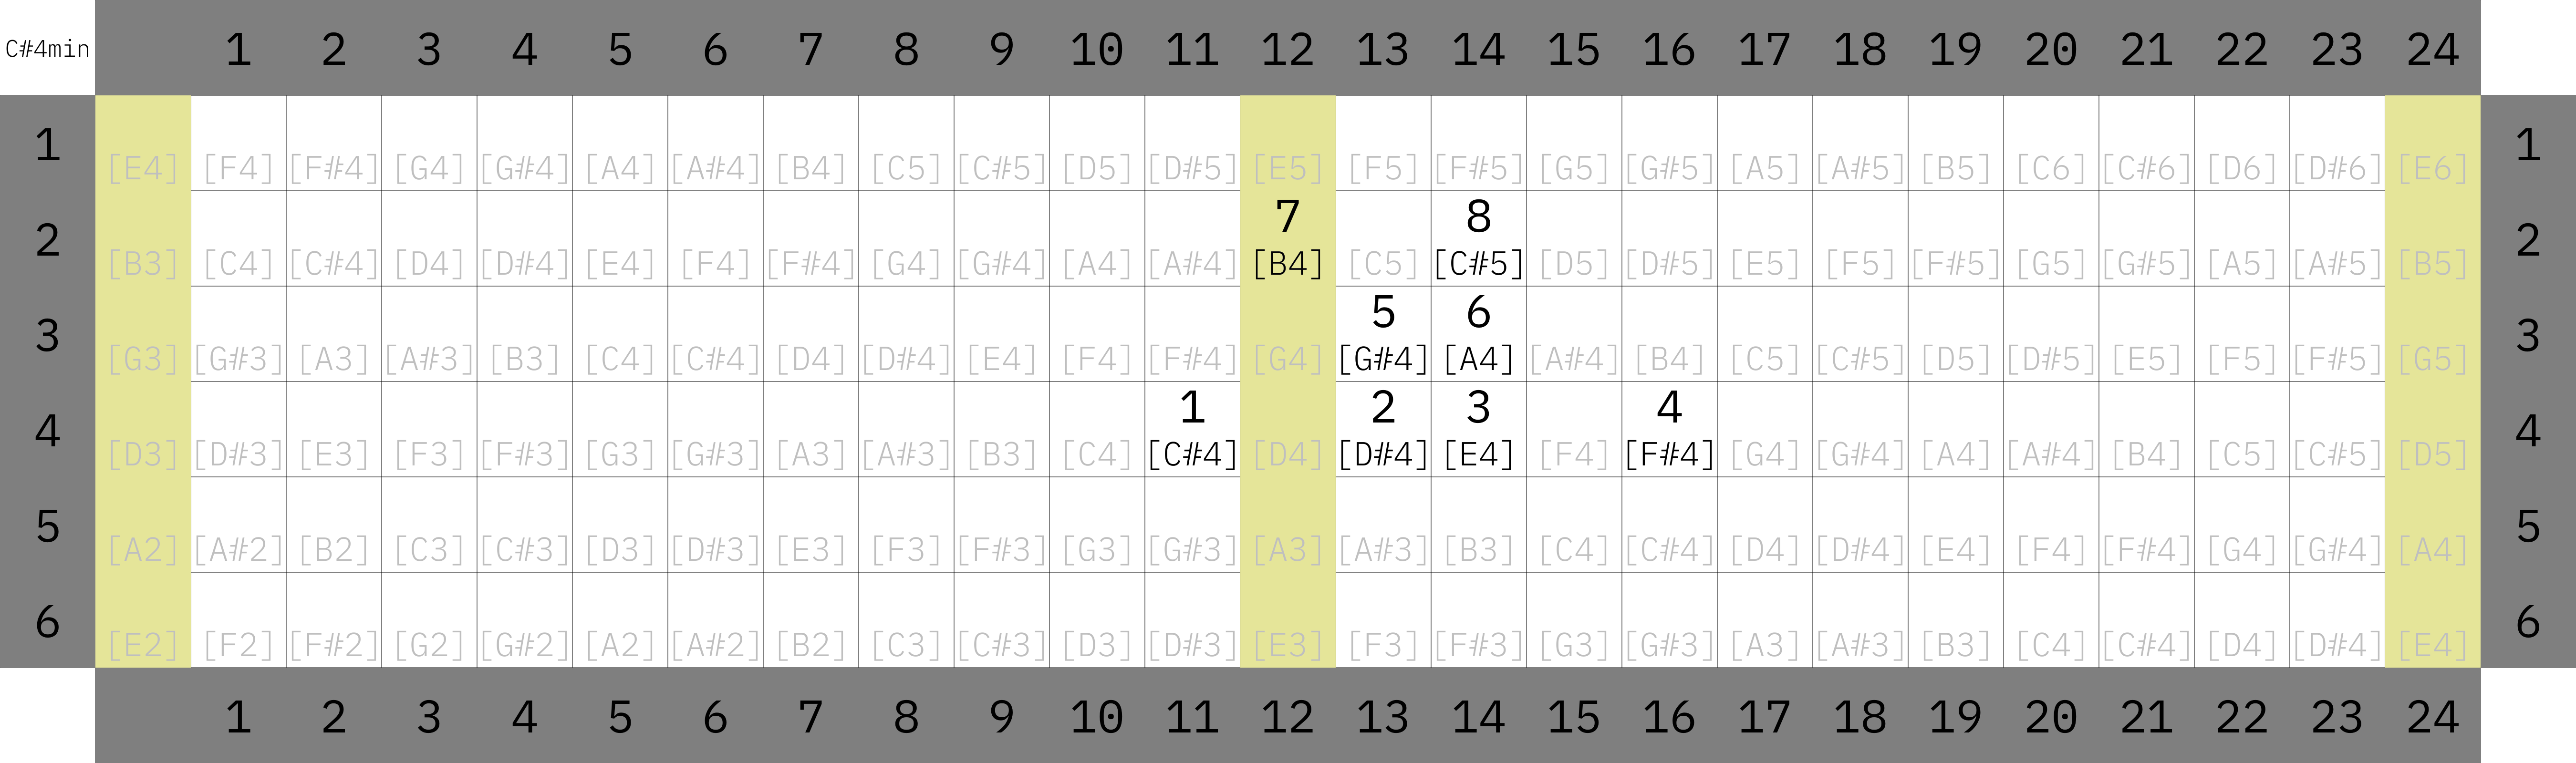 C#4min 1 2 3 4 5 6 7 8 9 10 11 12 13 14 15 16 17 18 19 20 21 22 23 24
1 [E4] [F4] [F#4] [G4] [G#4] [A4] [A#4] [B4] [C5] [C#5] [D5] [D#5] [E5] [F5] [F#5] [G5] [G#5] [A5] [A#5] [B5] [C6] [C#6] [D6] [D#6] [E6] 1
7 8
2 [B3] [C4] [C#4] [D4] [D#4] [E4] [F4] [F#4] [G4] [G#4] [A4] [A#4] [B4] [C5] [C#5] [D5] [D#5] [E5] [F5] [F#5] [G5] [G#5] [A5] [A#5] [B5] 2
5 6
3 [G3] [G#3] [A3] [A#3] [B3] [C4] [C#4] [D4] [D#4] [E4] [F4] [F#4] [G4] [G#4] [A4] [A#4] [B4] [C5] [C#5] [D5] [D#5] [E5] [F5] [F#5] [G5] 3
1 2 3 4
4 [D3] [D#3] [E3] [F3] [F#3] [G3] [G#3] [A3] [A#3] [B3] [C4] [C#4] [D4] [D#4] [E4] [F4] [F#4] [G4] [G#4] [A4] [A#4] [B4] [C5] [C#5] [D5] 4
5 [A2] [A#2] [B2] [C3] [C#3] [D3] [D#3] [E3] [F3] [F#3] [G3] [G#3] [A3] [A#3] [B3] [C4] [C#4] [D4] [D#4] [E4] [F4] [F#4] [G4] [G#4] [A4] 5
6 [E2] [F2] [F#2] [G2] [G#2] [A2] [A#2] [B2] [C3] [C#3] [D3] [D#3] [E3] [F3] [F#3] [G3] [G#3] [A3] [A#3] [B3] [C4] [C#4] [D4] [D#4] [E4] 6
1 2 3 4 5 6 7 8 9 10 11 12 13 14 15 16 17 18 19 20 21 22 23 24